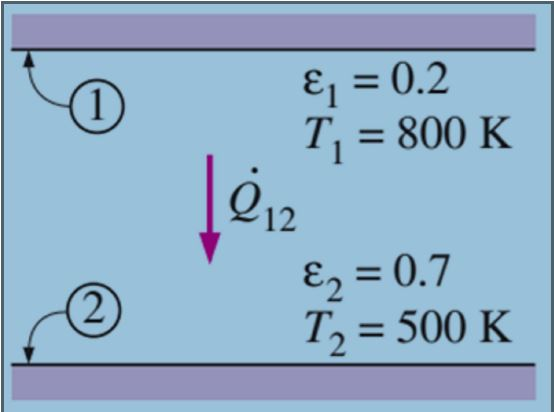 1
ε₁ = 0.2
T₁ = 800 K
Q̇₁₂
ε₂ = 0.7
2
T₂ = 500 K